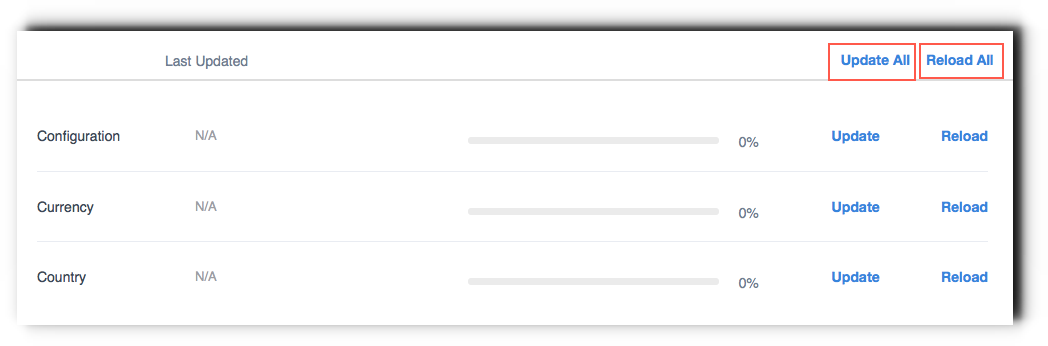 Last Updated Update All Reload All
Configuration N/A 0% Update Reload
Currency N/A 0% Update Reload
Country N/A 0% Update Reload